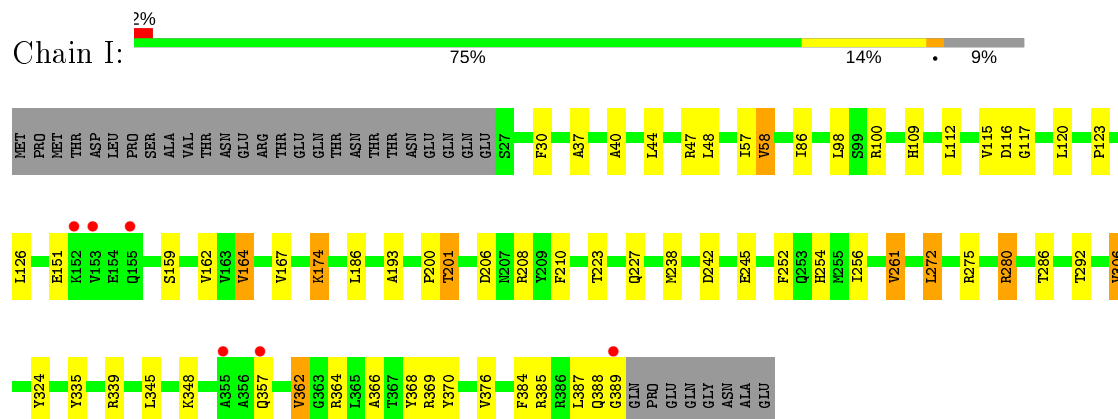 2%
Chain I:
75% 14% • 9%
MET PRO MET THR ASP LEU PRO SER ALA VAL THR ASN GLU ARG THR GLU GLN THR ASN THR THR ASN GLU GLN GLN GLU S27 F30 A37 A40 L44 R47 L48 I57 V58 I86 L98 S99 R100 H109 L112 V115 D116 G117 L120 P123
L126 E151 K152 V153 E154 Q155 S159 V162 V163 V164 V167 K174 L186 A193 P200 T201 D206 N207 R208 Y209 F210 T223 Q227 M238 D242 E245 F252 Q253 H254 M255 I256 V261 L272 R275 R280 T286 T292
Y324 Y335 R339 L345 K348 A355 A356 Q357 V362 G363 R364 L365 A366 T367 Y368 R369 Y370 V376 F384 R385 R386 L387 Q388 G389 GLN PRO GLU GLN GLY ASN ALA GLU